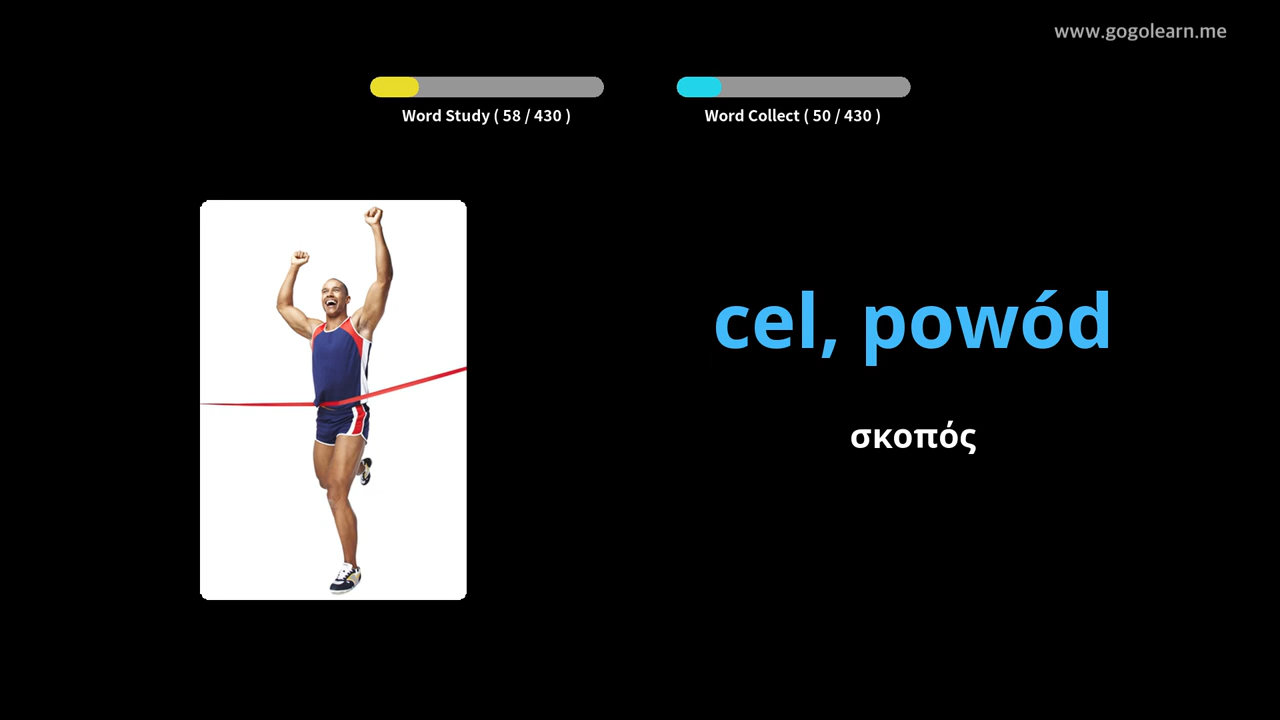 www.gogolearn.me
Word Study ( 58 / 430 )
Word Collect ( 50 / 430 )
cel, powód
σκοπός